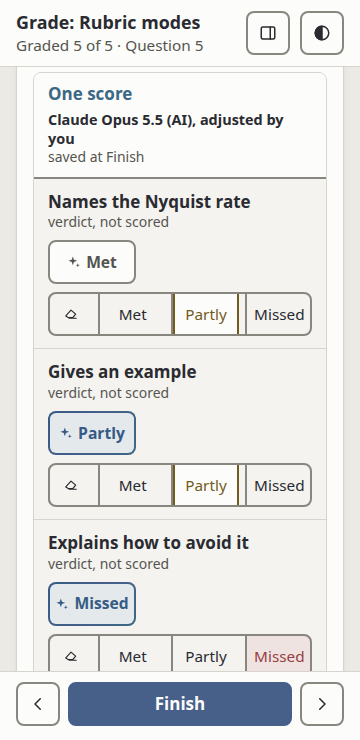 Grade: Rubric modes
Graded 5 of 5 · Question 5
One score
Claude Opus 5.5 (AI), adjusted by
you
saved at Finish
Names the Nyquist rate
verdict, not scored
Met
Met Partly Missed
Gives an example
verdict, not scored
Partly
Met Partly Missed
Explains how to avoid it
verdict, not scored
Missed
Met Partly Missed
Finish